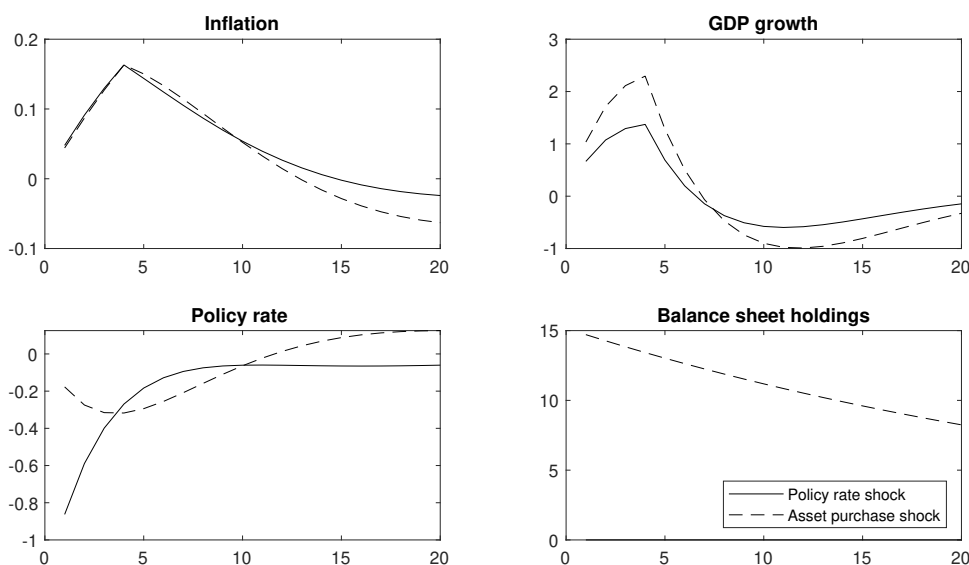 Inflation
0.2
0.1
0
-0.1
0 5 10 15 20
GDP growth
3
2
1
0
-1
0 5 10 15 20
Policy rate
0
-0.2
-0.4
-0.6
-0.8
-1
0 5 10 15 20
Balance sheet holdings
15
10
5
0
0 5 10 15 20
Policy rate shock
Asset purchase shock